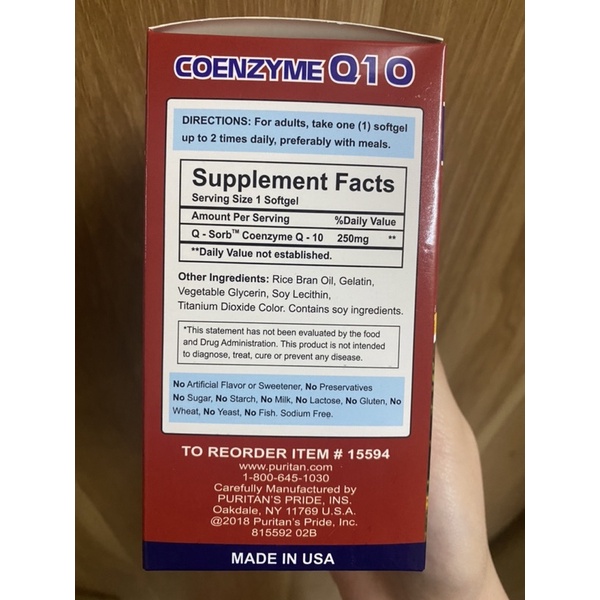 COENZYME Q10
DIRECTIONS: For adults, take one (1) softgel
up to 2 times daily, preferably with meals.
Supplement Facts
Serving Size 1 Softgel
Amount Per Serving %Daily Value
Q - Sorb™ Coenzyme Q - 10 250mg **
**Daily Value not established.
Other Ingredients: Rice Bran Oil, Gelatin,
Vegetable Glycerin, Soy Lecithin,
Titanium Dioxide Color. Contains soy ingredients.
*This statement has not been evaluated by the food
and Drug Administration. This product is not intended
to diagnose, treat, cure or prevent any disease.
No Artificial Flavor or Sweetener, No Preservatives
No Sugar, No Starch, No Milk, No Lactose, No Gluten, No
Wheat, No Yeast, No Fish. Sodium Free.
TO REORDER ITEM # 15594
www.puritan.com
1-800-645-1030
Carefully Manufactured by
PURITAN'S PRIDE, INS.
Oakdale, NY 11769 U.S.A.
@2018 Puritan's Pride, Inc.
815592 02B
MADE IN USA